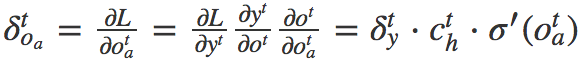 δ^t_{o_a} = ∂L/∂o^t_a = ∂L/∂y^t ∂y^t/∂o^t ∂o^t/∂o^t_a = δ^t_y · c^t_h · σ′(o^t_a)